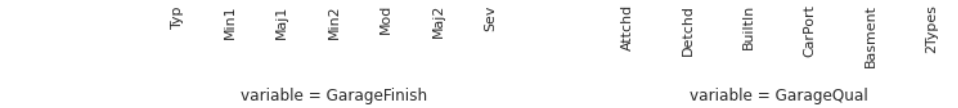 Typ Min1 Maj1 Min2 Mod Maj2 Sev Attchd Detchd BuiltIn CarPort Basment 2Types
variable = GarageFinish variable = GarageQual